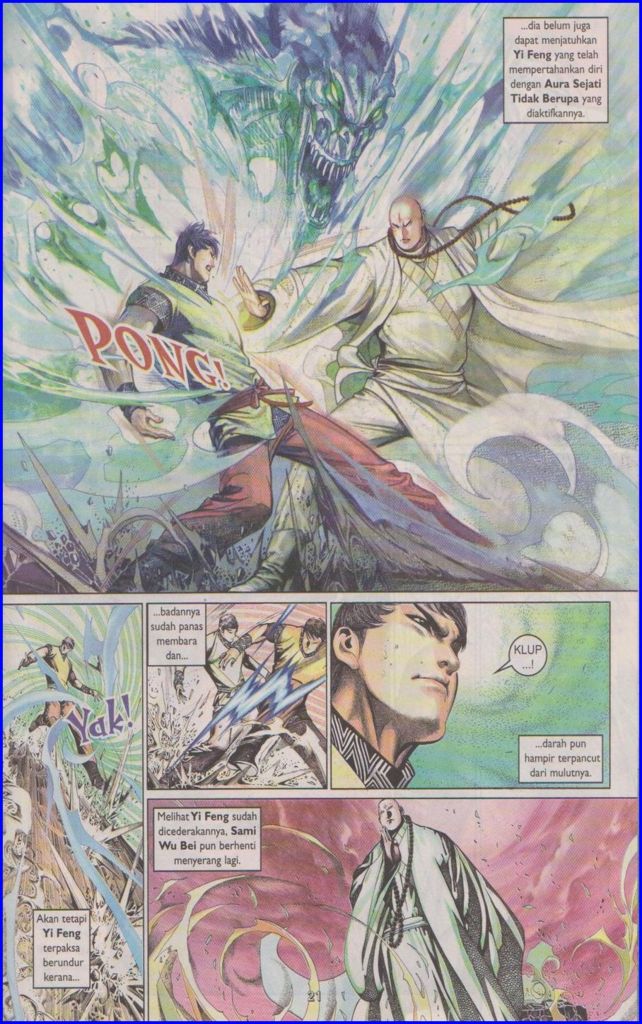 ...dia belum juga
dapat menjatuhkan
Yi Feng yang telah
mempertahankan diri
dengan Aura Sejati
Tidak Berupa yang
diaktifkannya.
PONG!
Yak!
Akan tetapi
Yi Feng
terpaksa
berundur
kerana...
...badannya
sudah panas
membara
dan...
KLUP
...!
...darah pun
hampir terpancut
dari mulutnya.
Melihat Yi Feng sudah
dicederakannya, Sami
Wu Bei pun berhenti
menyerang lagi.
21